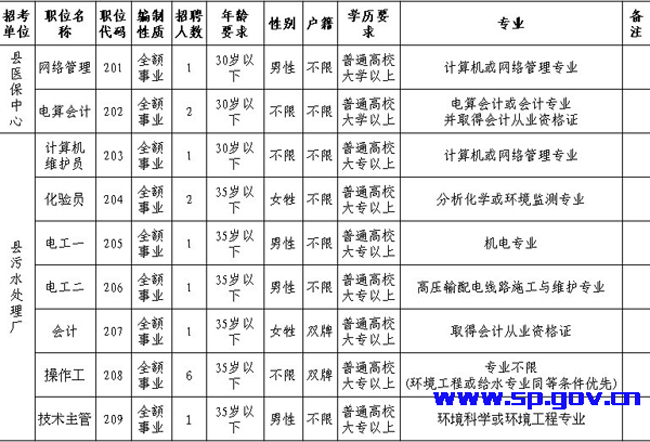 招考单位 职位名称 职位代码 编制性质 招聘人数 年龄要求 性别 户籍 学历要求 专业 备注
县医保中心
网络管理 201 全额事业 1 30岁以下 男性 不限 普通高校大学以上 计算机或网络管理专业
电算会计 202 全额事业 2 30岁以下 不限 不限 普通高校大学以上 电算会计或会计专业并取得会计从业资格证
县污水处理厂
计算机维护员 203 全额事业 1 30岁以下 不限 不限 普通高校大专以上 计算机或网络管理专业
化验员 204 全额事业 2 35岁以下 女性 不限 普通高校大专以上 分析化学或环境监测专业
电工一 205 全额事业 1 35岁以下 男性 不限 普通高校大专以上 机电专业
电工二 206 全额事业 1 35岁以下 男性 不限 普通高校大专以上 高压输配电线路施工与维护专业
会计 207 全额事业 1 35岁以下 女性 双牌 普通高校大专以上 取得会计从业资格证
操作工 208 全额事业 6 35岁以下 不限 双牌 普通高校大专以上 专业不限
(环境工程或给水专业同等条件优先)
www.sp.gov.cn
技术主管 209 全额事业 1 35岁以下 男性 不限 普通高校大专以上 环境科学或环境工程专业